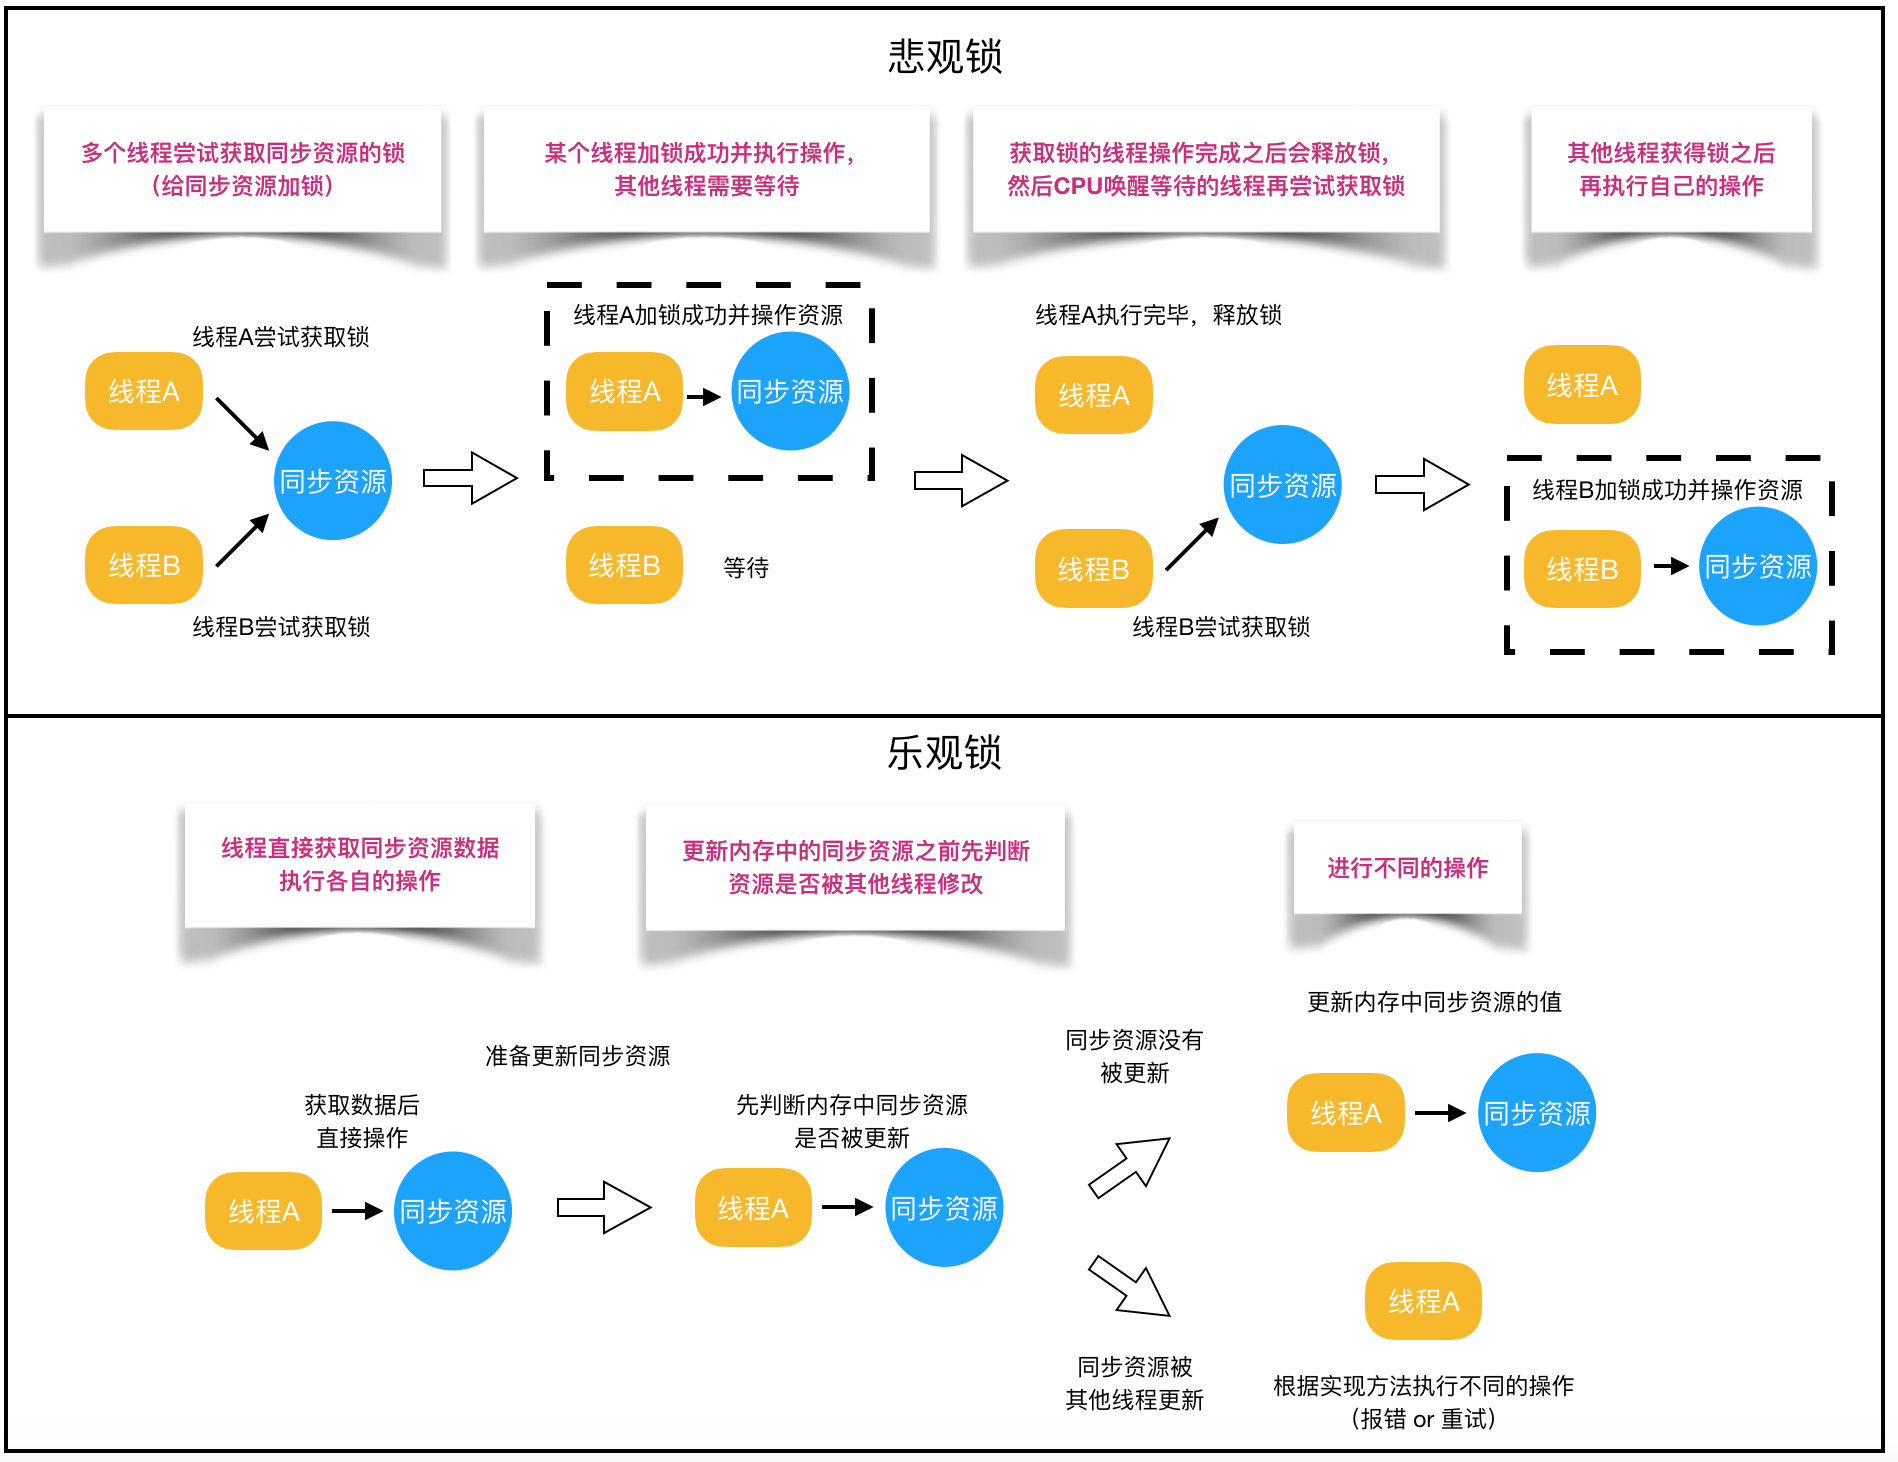 悲观锁
多个线程尝试获取同步资源的锁
（给同步资源加锁）
某个线程加锁成功并执行操作，
其他线程需要等待
获取锁的线程操作完成之后会释放锁，
然后CPU唤醒等待的线程再尝试获取锁
其他线程获得锁之后
再执行自己的操作
线程A尝试获取锁
线程A
同步资源
线程B
线程B尝试获取锁
线程A加锁成功并操作资源
线程A
同步资源
线程B
等待
线程A执行完毕，释放锁
线程A
同步资源
线程B
线程B尝试获取锁
线程A
线程B加锁成功并操作资源
线程B
同步资源
乐观锁
线程直接获取同步资源数据
执行各自的操作
更新内存中的同步资源之前先判断
资源是否被其他线程修改
进行不同的操作
获取数据后
直接操作
线程A
同步资源
准备更新同步资源
先判断内存中同步资源
是否被更新
线程A
同步资源
同步资源没有
被更新
更新内存中同步资源的值
线程A
同步资源
同步资源被
其他线程更新
线程A
根据实现方法执行不同的操作
（报错 or 重试）